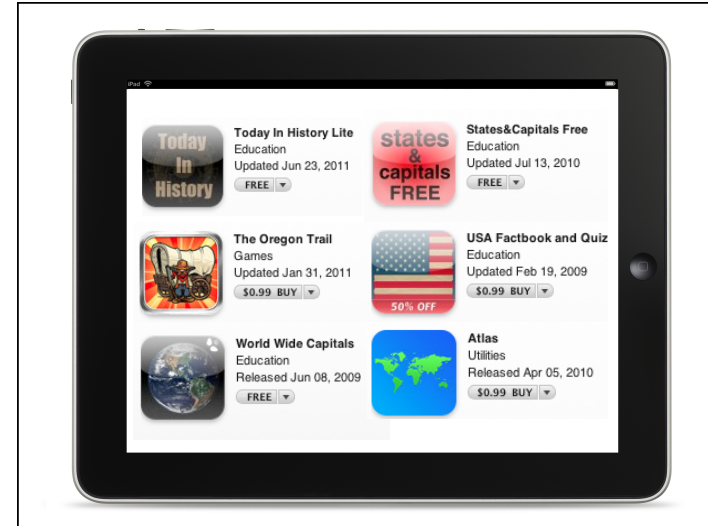 iPad
Today
In
History
Today In History Lite
Education
Updated Jun 23, 2011
FREE
states
&
capitals
FREE
States&Capitals Free
Education
Updated Jul 13, 2010
FREE
The Oregon Trail
Games
Updated Jan 31, 2011
$0.99 BUY
50% OFF
USA Factbook and Quiz
Education
Updated Feb 19, 2009
$0.99 BUY
World Wide Capitals
Education
Released Jun 08, 2009
FREE
Atlas
Utilities
Released Apr 05, 2010
$0.99 BUY